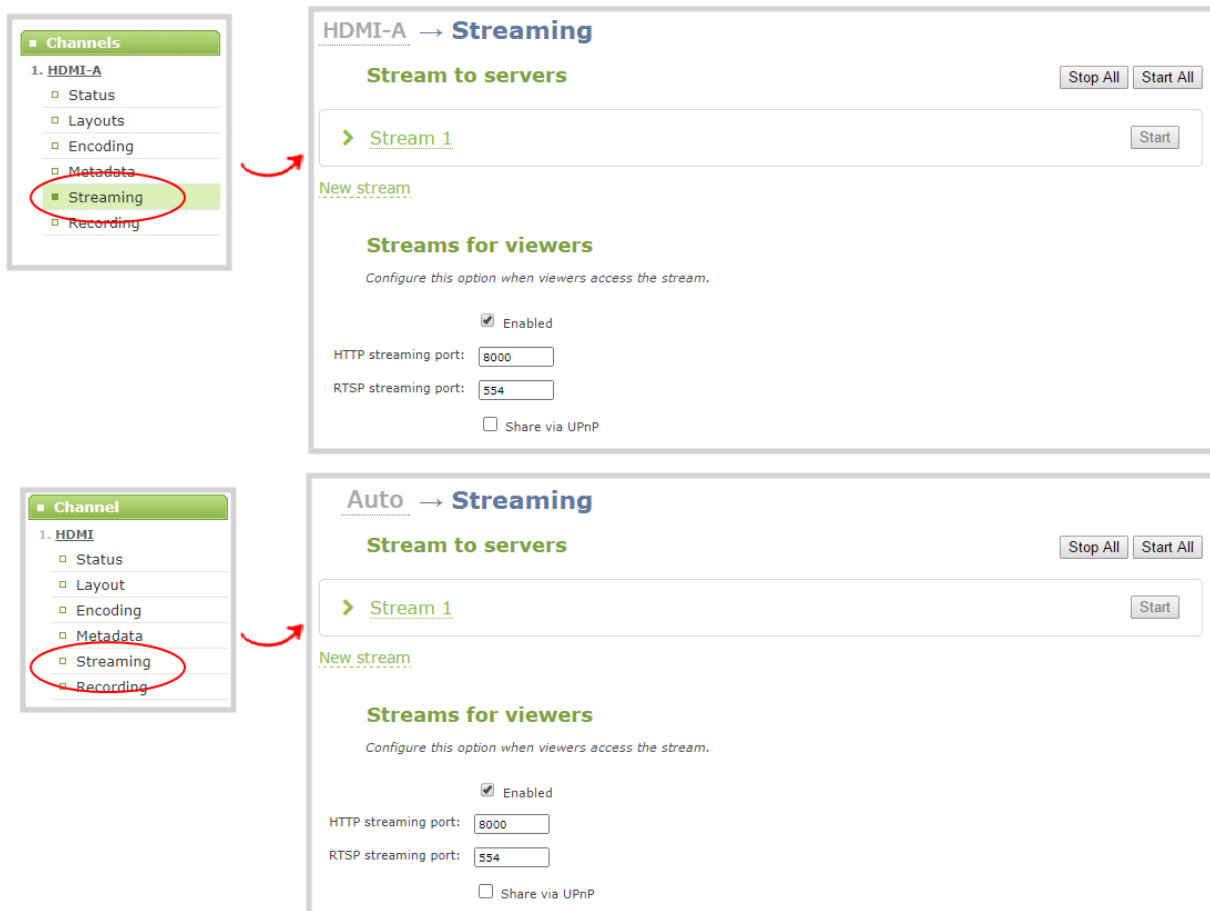 Channels
1. HDMI-A
Status
Layouts
Encoding
Metadata
Streaming
Recording
HDMI-A → Streaming
Stream to servers
Stop All Start All
Stream 1 Start
New stream
Streams for viewers
Configure this option when viewers access the stream.
Enabled
HTTP streaming port: 8000
RTSP streaming port: 554
Share via UPnP
Channel
1. HDMI
Status
Layout
Encoding
Metadata
Streaming
Recording
Auto → Streaming
Stream to servers
Stop All Start All
Stream 1 Start
New stream
Streams for viewers
Configure this option when viewers access the stream.
Enabled
HTTP streaming port: 8000
RTSP streaming port: 554
Share via UPnP